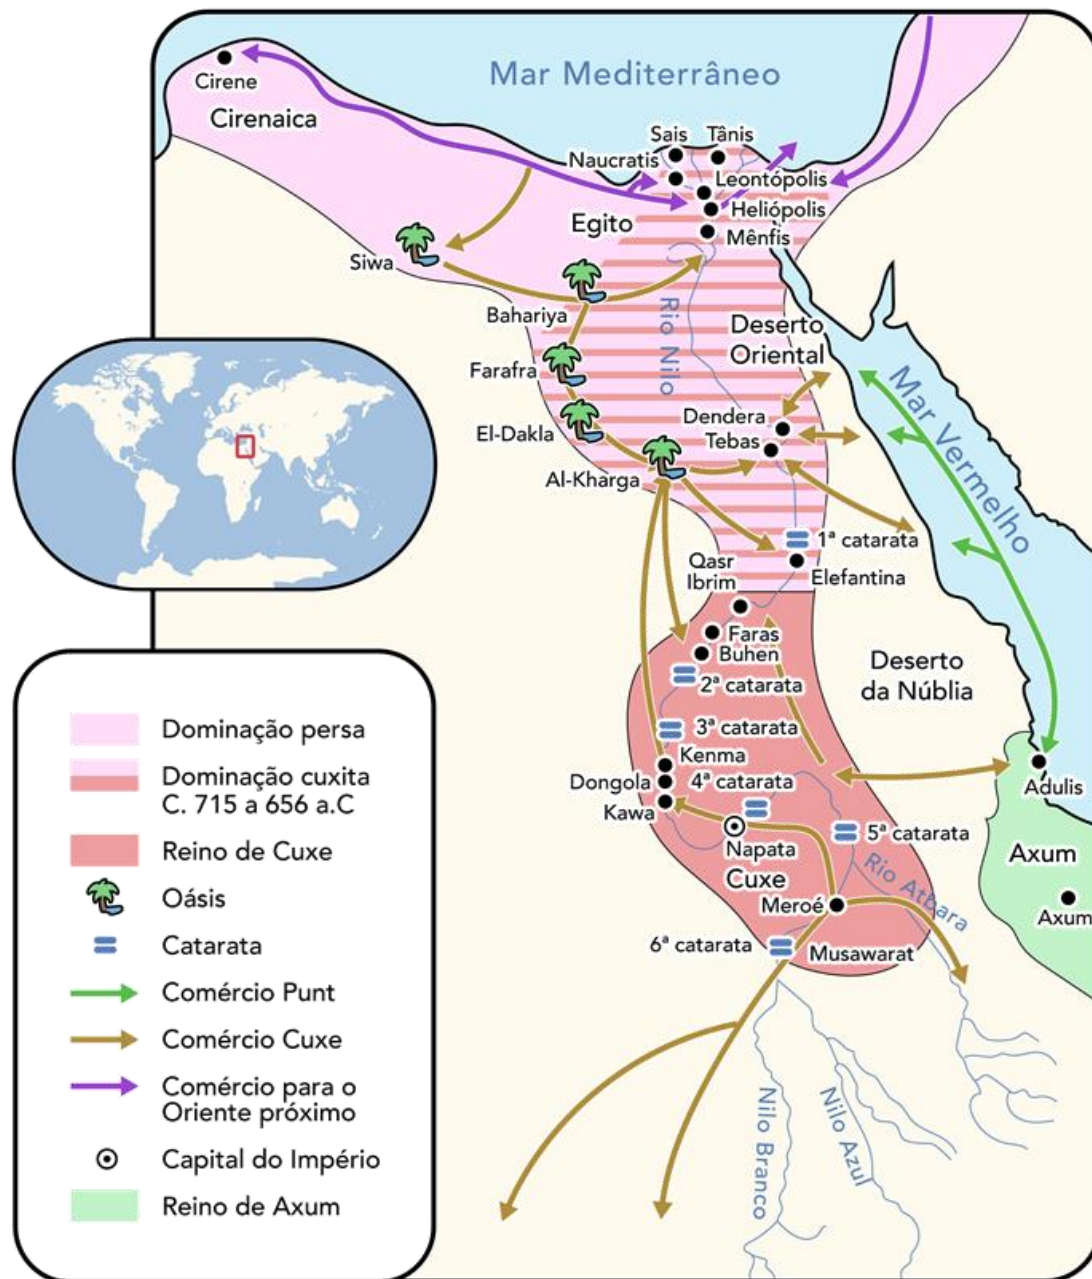 Mar Mediterrâneo
Cirene
Cirenaica
Sais
Tânis
Naucratis
Leontópolis
Egito
Heliópolis
Mênfis
Siwa
Bahariya
Rio Nilo
Deserto
Oriental
Farafra
Mar Vermelho
El-Dakla
Dendera
Tebas
Al-Kharga
1ª catarata
Qasr
Ibrim
Elefantina
Faras
Buhen
2ª catarata
Deserto
da Núblia
3ª catarata
Kenma
Dongola
4ª catarata
Kawa
Adulis
Napata
5ª catarata
Cuxe
Rio Atbara
Axum
Meroé
Axum
6ª catarata
Musawarat
Nilo Branco
Nilo Azul
Dominação persa
Dominação cuxita
C. 715 a 656 a.C
Reino de Cuxe
Oásis
Catarata
Comércio Punt
Comércio Cuxe
Comércio para o
Oriente próximo
Capital do Império
Reino de Axum